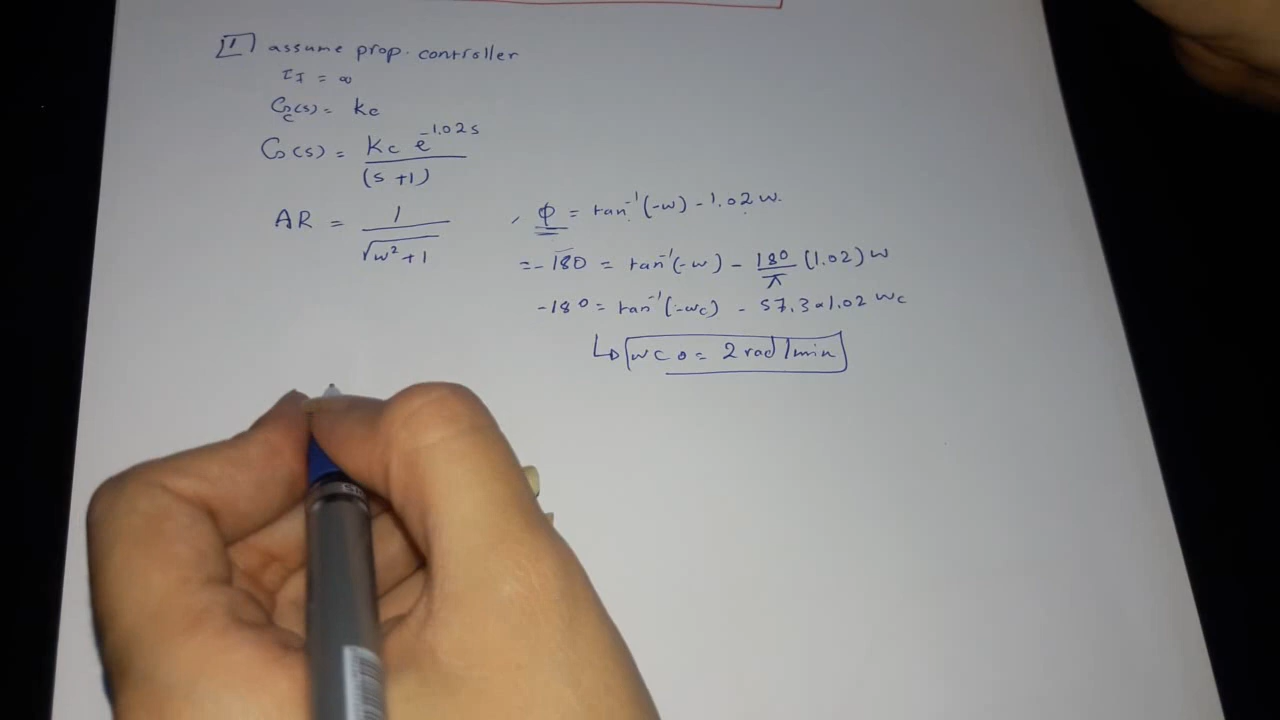 1 assume prop. controller
τI = ∞
Gc(s) = Kc
G(s) = Kc e^-1.02s / (s+1)
AR = 1 / √w²+1 , φ = tan⁻¹(-w) - 1.02 w.
= - 180 = tan⁻¹(-w) - 180/π (1.02) w
-180 = tan⁻¹(-wc) - 57.3 * 1.02 wc
↳ wco = 2 rad/min